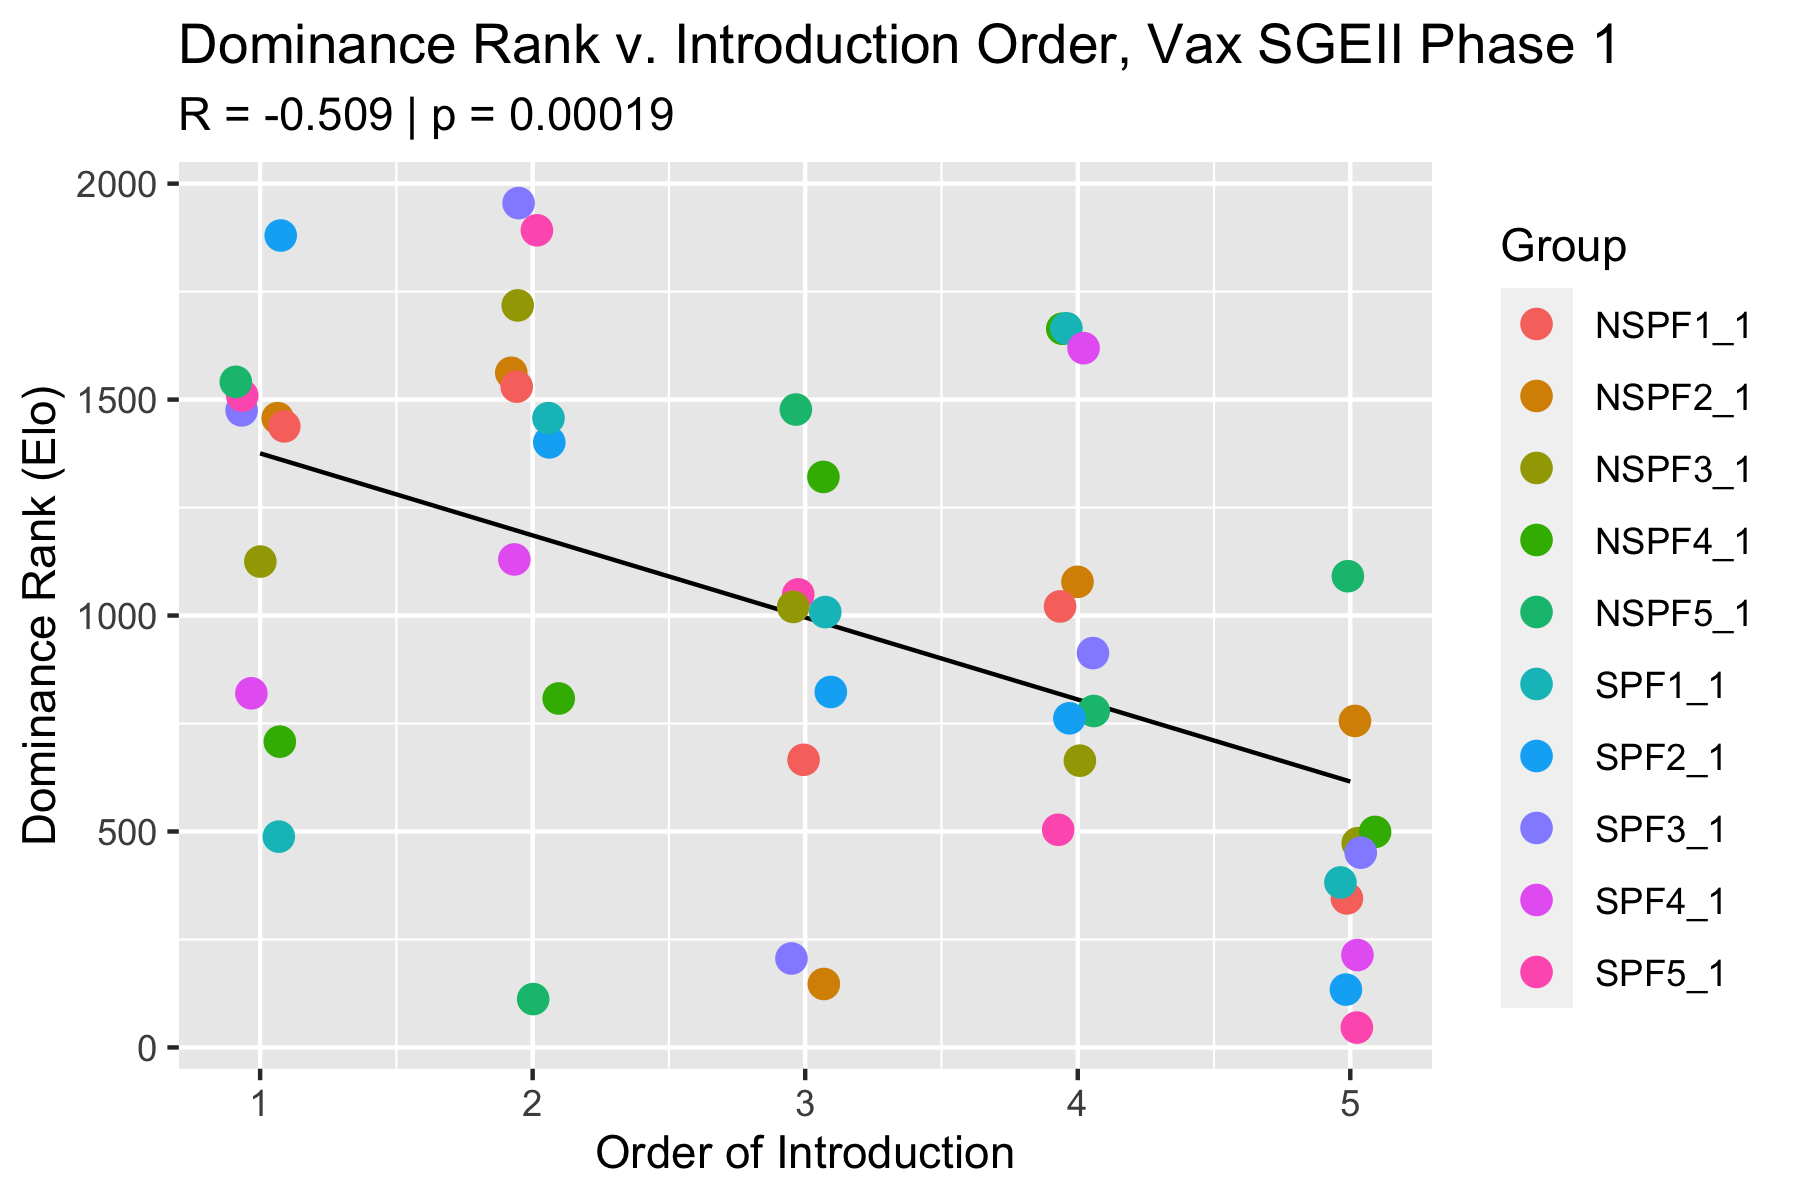 Dominance Rank v. Introduction Order, Vax SGEII Phase 1
R = -0.509 | p = 0.00019
Dominance Rank (Elo)
2000
1500
1000
500
0
1 2 3 4 5
Order of Introduction
Group
NSPF1_1
NSPF2_1
NSPF3_1
NSPF4_1
NSPF5_1
SPF1_1
SPF2_1
SPF3_1
SPF4_1
SPF5_1